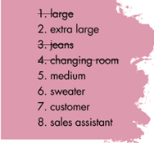 1. large
2. extra large
3. jeans
4. changing room
5. medium
6. sweater
7. customer
8. sales assistant